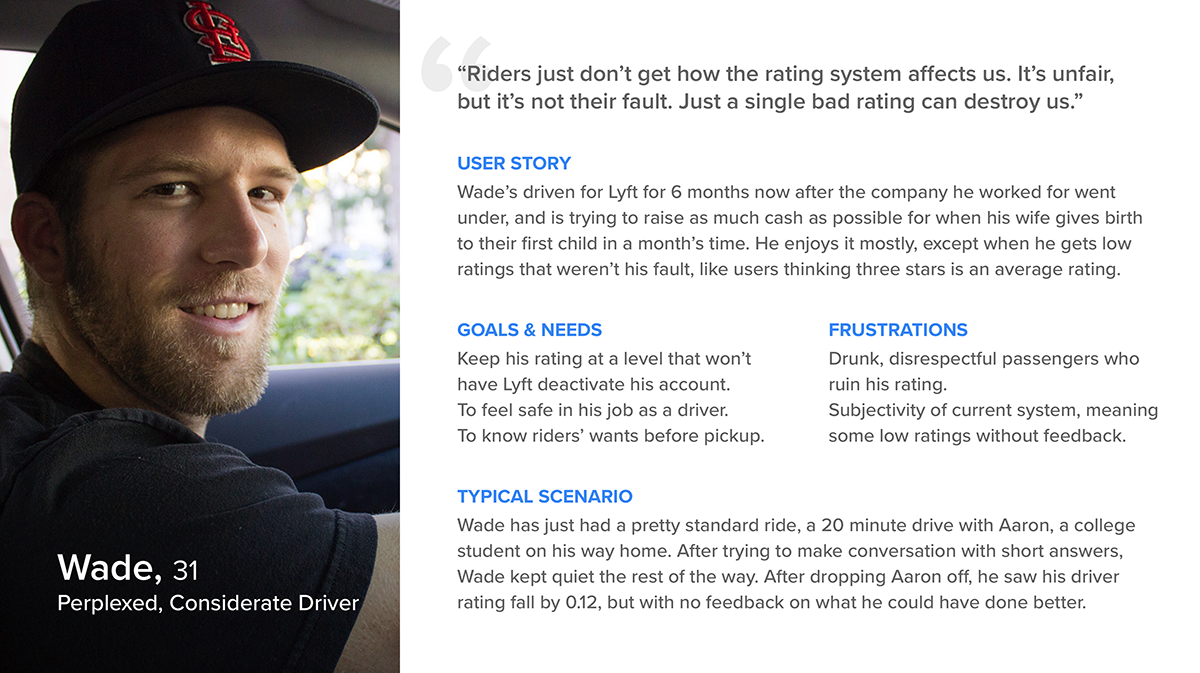 STL
“Riders just don’t get how the rating system affects us. It’s unfair,
but it’s not their fault. Just a single bad rating can destroy us.”
USER STORY
Wade’s driven for Lyft for 6 months now after the company he worked for went
under, and is trying to raise as much cash as possible for when his wife gives birth
to their first child in a month’s time. He enjoys it mostly, except when he gets low
ratings that weren’t his fault, like users thinking three stars is an average rating.
GOALS & NEEDS
Keep his rating at a level that won’t
have Lyft deactivate his account.
To feel safe in his job as a driver.
To know riders’ wants before pickup.
FRUSTRATIONS
Drunk, disrespectful passengers who
ruin his rating.
Subjectivity of current system, meaning
some low ratings without feedback.
TYPICAL SCENARIO
Wade has just had a pretty standard ride, a 20 minute drive with Aaron, a college
student on his way home. After trying to make conversation with short answers,
Wade kept quiet the rest of the way. After dropping Aaron off, he saw his driver
rating fall by 0.12, but with no feedback on what he could have done better.
Wade, 31
Perplexed, Considerate Driver